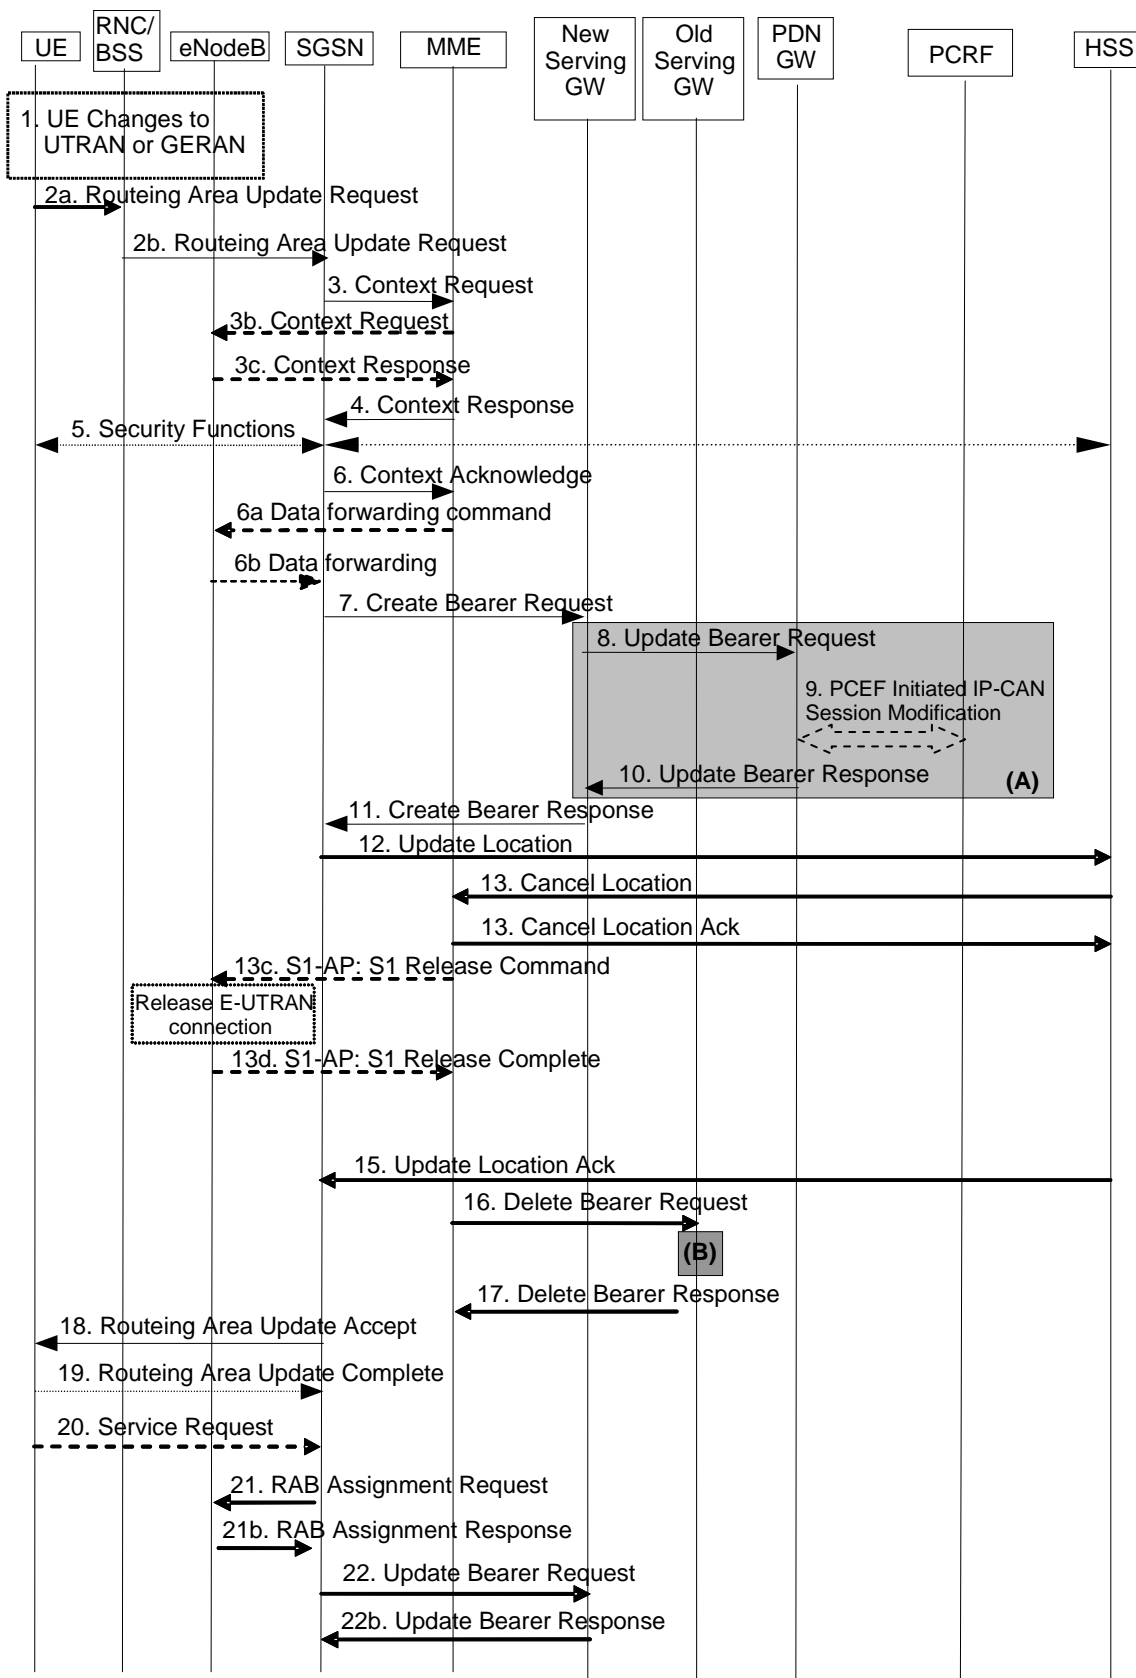 UE
RNC/
BSS
eNodeB
SGSN
MME
New
Serving
GW
Old
Serving
GW
PDN
GW
PCRF
HSS
1. UE Changes to
UTRAN or GERAN
2a. Routeing Area Update Request
2b. Routeing Area Update Request
3. Context Request
3b. Context Request
3c. Context Response
4. Context Response
5. Security Functions
6. Context Acknowledge
6a Data forwarding command
6b Data forwarding
7. Create Bearer Request
8. Update Bearer Request
9. PCEF Initiated IP-CAN
Session Modification
10. Update Bearer Response
(A)
11. Create Bearer Response
12. Update Location
13. Cancel Location
13. Cancel Location Ack
13c. S1-AP: S1 Release Command
Release E-UTRAN
connection
13d. S1-AP: S1 Release Complete
15. Update Location Ack
16. Delete Bearer Request
(B)
17. Delete Bearer Response
18. Routeing Area Update Accept
19. Routeing Area Update Complete
20. Service Request
21. RAB Assignment Request
21b. RAB Assignment Response
22. Update Bearer Request
22b. Update Bearer Response